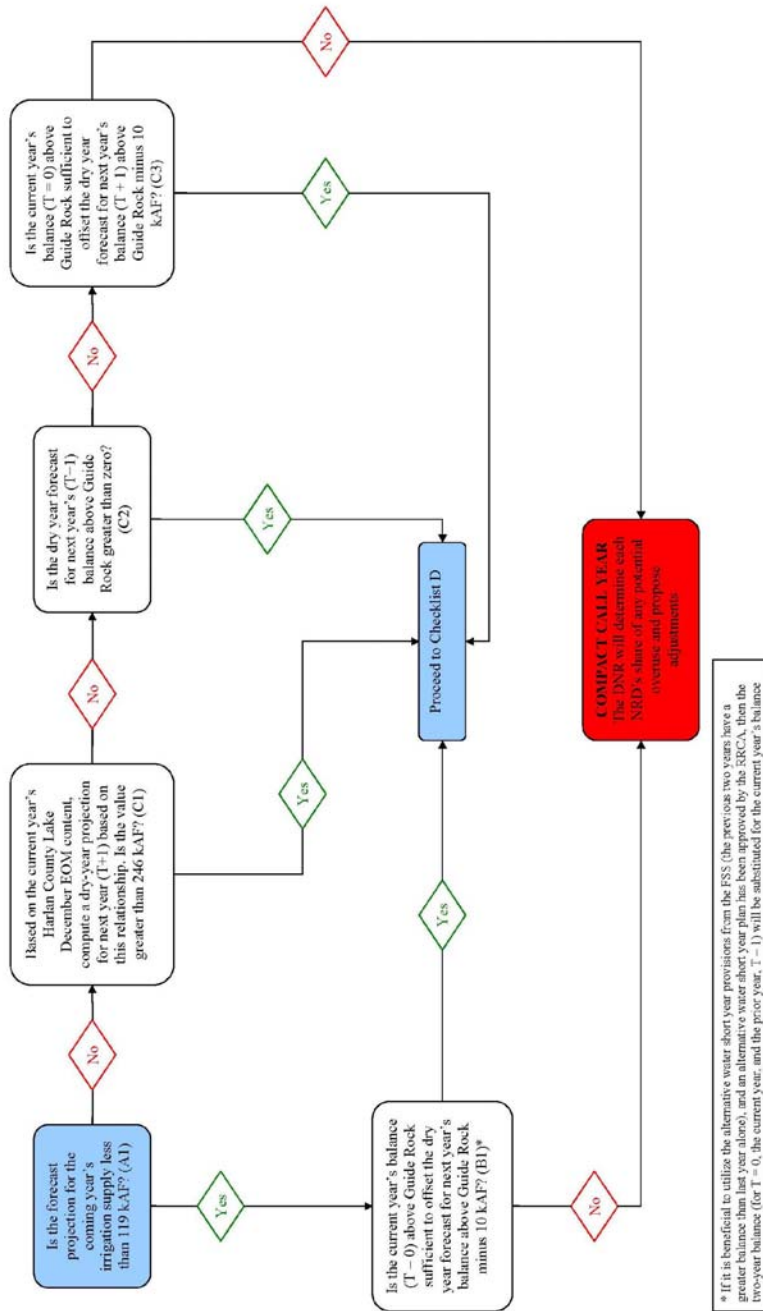 Is the forecast
projection for the
coming year's
irrigation supply less
than 119 kAF? (A1)
No
Based on the current year's
Harlan County Lake
December EOM content,
compute a dry-year projection
for next year (T+1) based on
this relationship. Is the value
greater than 246 kAF? (C1)
No
Is the dry year forecast
for next year's (T−1)
balance above Guide
Rock greater than zero?
(C2)
No
Is the current year's
balance (T = 0) above
Guide Rock sufficient to
offset the dry year
forecast for next year's
balance (T + 1) above
Guide Rock minus 10
kAF? (C3)
No
Yes
Yes
Yes
Yes
Is the current year's balance
(T − 0) above Guide Rock
sufficient to offset the dry
year forecast for next year's
balance above Guide Rock
minus 10 kAF? (B1)*
Yes
Proceed to Checklist D
No
COMPACT CALL YEAR
The DNR will determine each
NRD's share of any potential
overuse and propose
adjustments
* If it is beneficial to utilize the alternative water short year provisions from the FSS (the previous two years have a
greater balance than last year alone), and an alternative water short year plan has been approved by the RRCA, then the
two-year balance (for T = 0, the current year, and the prior year, T − 1) will be substituted for the current year's balance